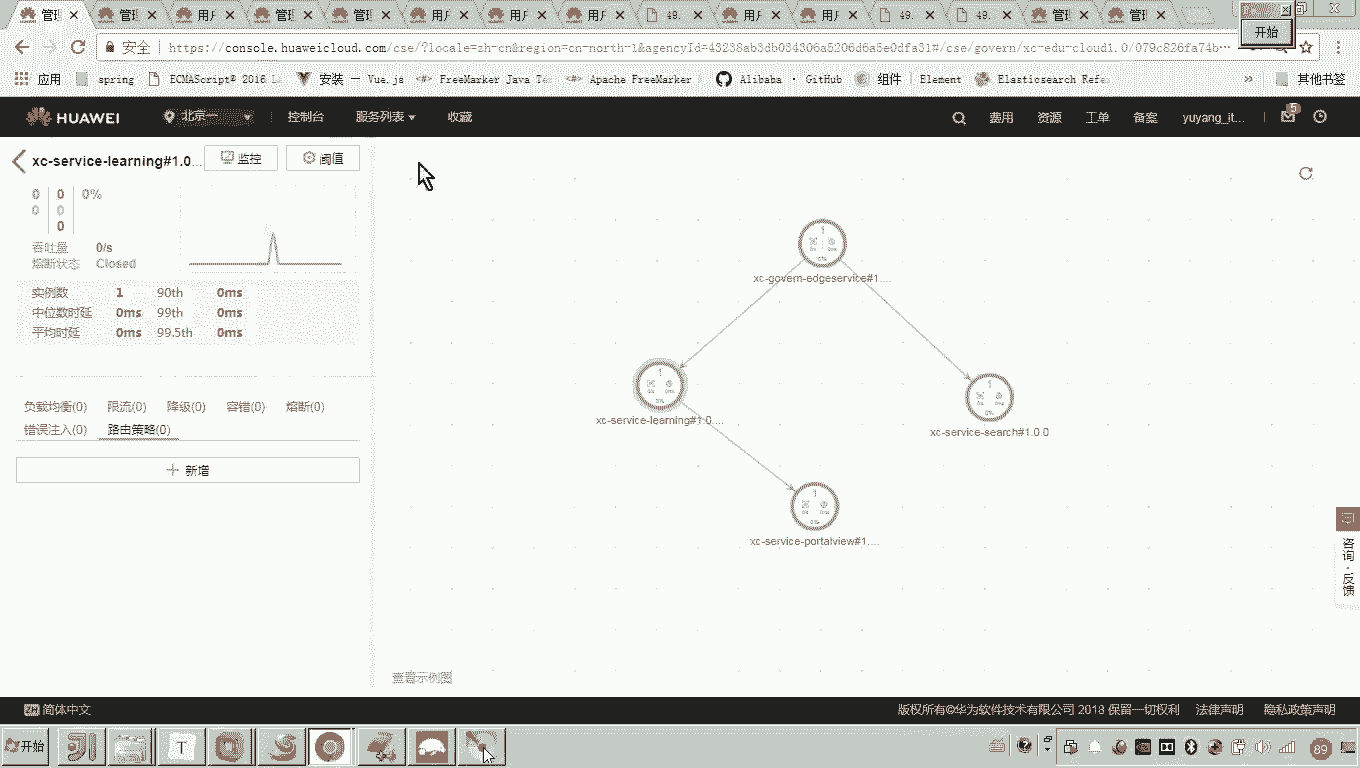 管理 管理 用户 管理 管理 用户 用户 用户 49. 用户 用户 49. 49. 管理 管理
开始
安全 | https://console.huaweicloud.com/cse/?locale=zh-cn&region=cn-north-1&agencyId=43238ab3db034306a5206d6a5e0dfa31#/cse/govern/xc-edu-cloud1.0/079c826fa74b…
应用 spring ECMAScript® 2016 安装 — Vue.js FreeMarker Java Tem Apache FreeMarker Alibaba · GitHub 组件 | Element Elasticsearch Refe » 其他书签
HUAWEI 北京一 控制台 服务列表 收藏 费用 资源 工单 备案 yuyang_it... 5
xc-service-learning#1.0... 监控 阈值
0 0 0%
0 0
0
吞吐量 0/s
熔断状态 Closed
实例数 1 90th 0ms
中位数时延 0ms 99th 0ms
平均时延 0ms 99.5th 0ms
负载均衡(0) 限流(0) 降级(0) 容错(0) 熔断(0)
错误注入(0) 路由策略(0)
新增
1
0%
xc-govern-edgeservice#1....
1
0%
xc-service-learning#1.0....
1
0%
xc-service-search#1.0.0
1
0%
xc-service-portalview#1....
查看示例图
咨询·反馈
ZH 简体中文 版权所有©华为软件技术有限公司 2018 保留一切权利 法律声明 隐私政策声明
开始 T 89